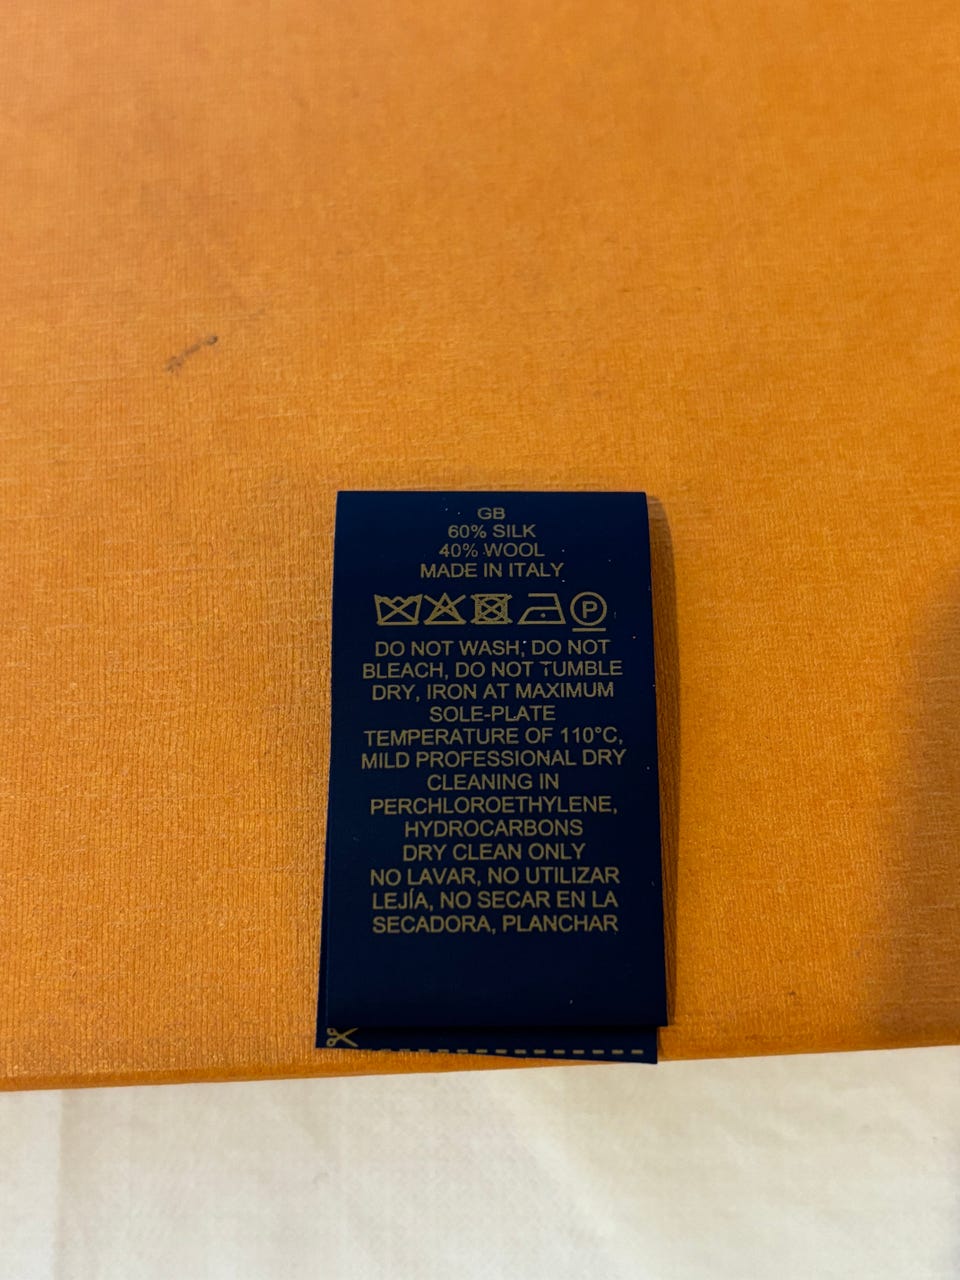 GB
60% SILK
40% WOOL
MADE IN ITALY
P
DO NOT WASH, DO NOT
BLEACH, DO NOT TUMBLE
DRY, IRON AT MAXIMUM
SOLE-PLATE
TEMPERATURE OF 110°C,
MILD PROFESSIONAL DRY
CLEANING IN
PERCHLOROETHYLENE,
HYDROCARBONS
DRY CLEAN ONLY
NO LAVAR, NO UTILIZAR
LEJÍA, NO SECAR EN LA
SECADORA, PLANCHAR